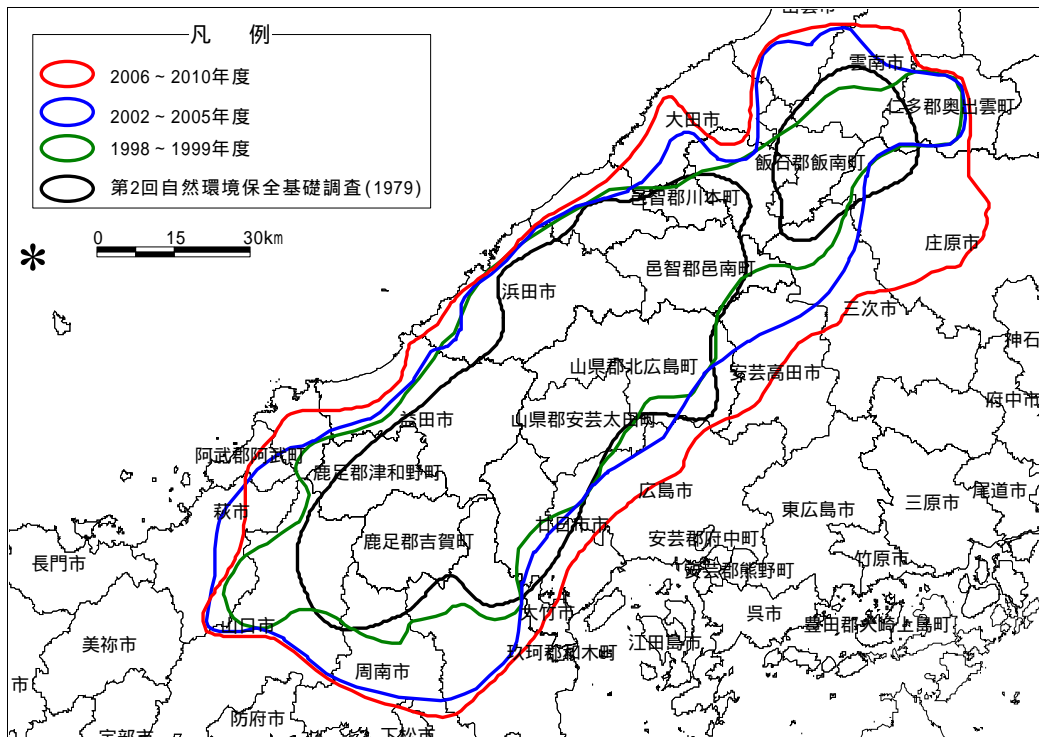 凡 例
2006～2010年度
2002～2005年度
1998～1999年度
第2回自然環境保全基礎調査(1979)
0 15 30km
*
雲南市
仁多郡奥出雲町
大田市
飯石郡飯南町
邑智郡川本町
庄原市
邑智郡邑南町
浜田市
三次市
神石
山県郡北広島町
安芸高田市
府中市
益田市
山県郡安芸太田町
阿武郡阿武町
鹿足郡津和野町
広島市
尾道市
三原市
東広島市
萩市
廿日市市
鹿足郡吉賀町
安芸郡府中町
長門市
竹原市
安芸郡熊野町
大竹市
呉市
山口市
豊田郡大崎上島町
美祢市
江田島市
玖珂郡和木町
周南市
市
防府市
宇部市
下松市